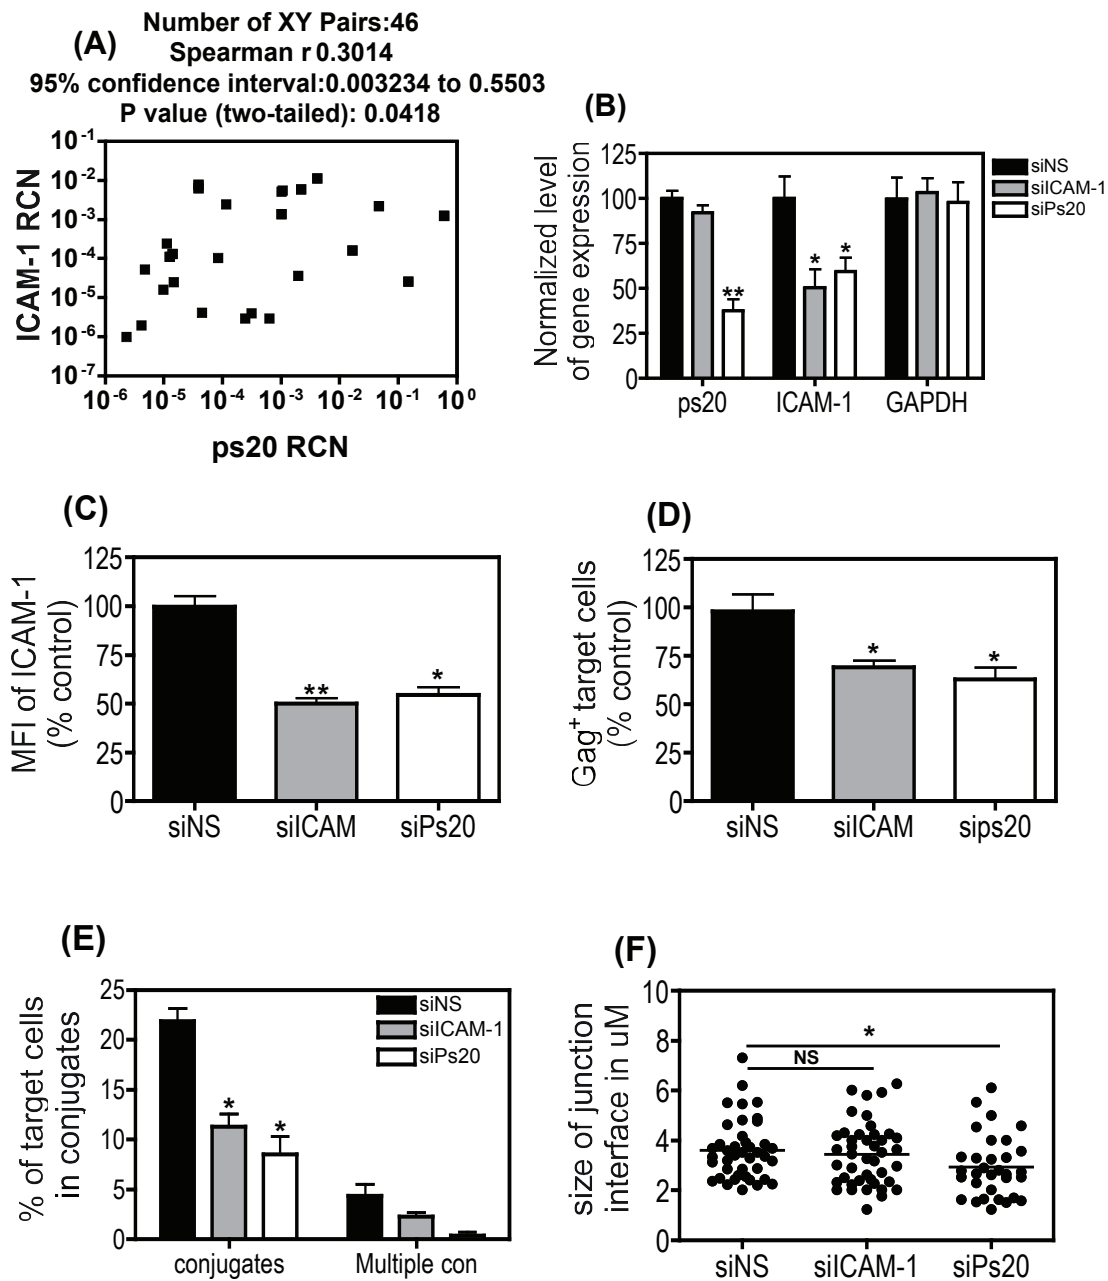 (A)
Number of XY Pairs:46
Spearman r 0.3014
95% confidence interval:0.003234 to 0.5503
P value (two-tailed): 0.0418
ICAM-1 RCN
10-1
10-2
10-3
10-4
10-5
10-6
10-7
10-6 10-5 10-4 10-3 10-2 10-1 100
ps20 RCN
(B)
Normalized level
of gene expression
125
100
75
50
25
0
** * *
ps20 ICAM-1 GAPDH
siNS
siICAM-1
siPs20
(C)
MFI of ICAM-1
(% control)
125
100
75
50
25
0
** *
siNS siICAM siPs20
(D)
Gag+ target cells
(% control)
125
100
75
50
25
0
* *
siNS siICAM sips20
(E)
% of target cells
in conjugates
25
20
15
10
5
0
* *
siNS
siICAM-1
siPs20
conjugates Multiple con
(F)
size of junction
interface in uM
10
8
6
4
2
0
*
NS
siNS siICAM-1 siPs20